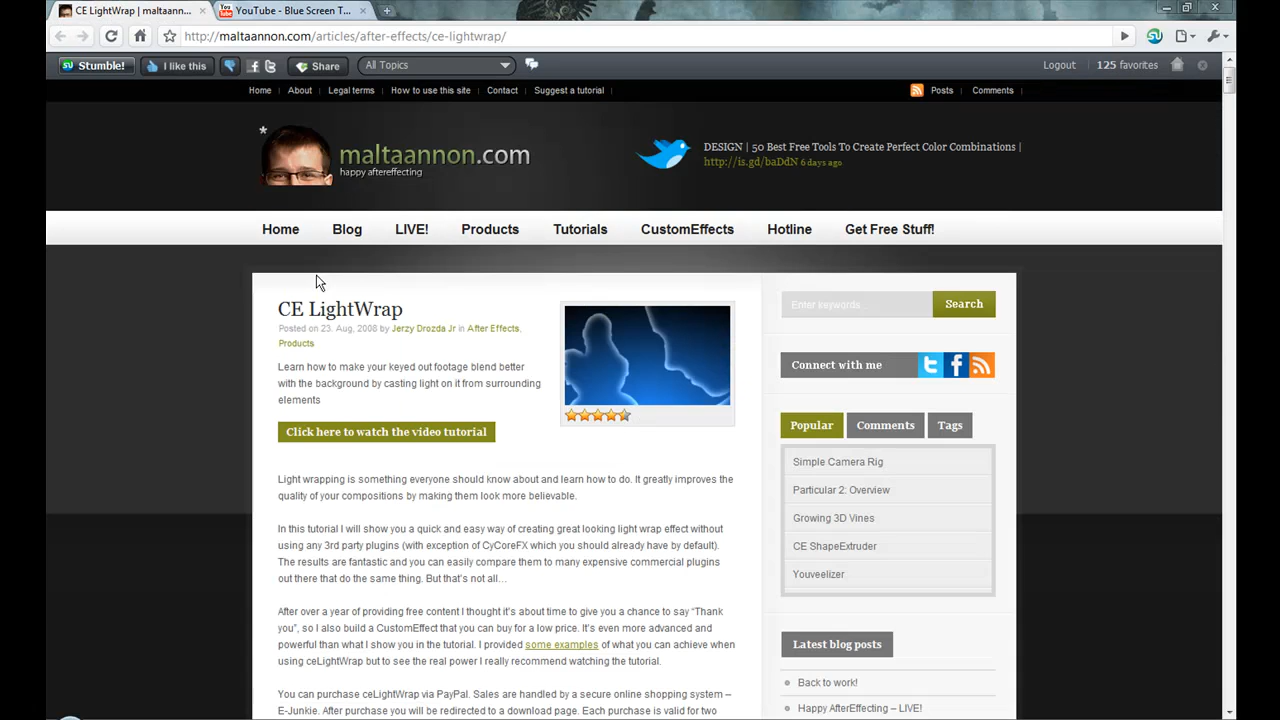 CE LightWrap | maltaann...
YouTube - Blue Screen T...
http://maltaannon.com/articles/after-effects/ce-lightwrap/
Stumble!
I like this
Share
All Topics
Logout
125 favorites
Home
About
Legal terms
How to use this site
Contact
Suggest a tutorial
Posts
Comments
*
maltaannon.com
happy aftereffecting
DESIGN | 50 Best Free Tools To Create Perfect Color Combinations |
http://is.gd/baDdN 6 days ago
Home
Blog
LIVE!
Products
Tutorials
CustomEffects
Hotline
Get Free Stuff!
CE LightWrap
Posted on 23. Aug, 2008 by Jerzy Drozda Jr in After Effects,
Products
Learn how to make your keyed out footage blend better
with the background by casting light on it from surrounding
elements
Click here to watch the video tutorial
Light wrapping is something everyone should know about and learn how to do. It greatly improves the
quality of your compositions by making them look more believable.
In this tutorial I will show you a quick and easy way of creating great looking light wrap effect without
using any 3rd party plugins (with exception of CyCoreFX which you should already have by default).
The results are fantastic and you can easily compare them to many expensive commercial plugins
out there that do the same thing. But that's not all…
After over a year of providing free content I thought it's about time to give you a chance to say “Thank
you”, so I also build a CustomEffect that you can buy for a low price. It's even more advanced and
powerful than what I show you in the tutorial. I provided some examples of what you can achieve when
using ceLightWrap but to see the real power I really recommend watching the tutorial.
You can purchase ceLightWrap via PayPal. Sales are handled by a secure online shopping system –
E-Junkie. After purchase you will be redirected to a download page. Each purchase is valid for two
Enter keywords...
Search
Connect with me
Popular
Comments
Tags
Simple Camera Rig
Particular 2: Overview
Growing 3D Vines
CE ShapeExtruder
Youveelizer
Latest blog posts
Back to work!
Happy AfterEffecting – LIVE!